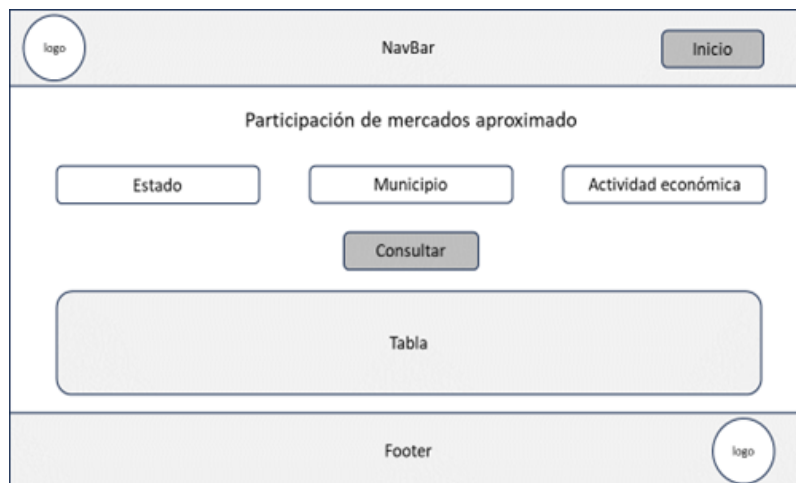 logo
NavBar
Inicio
Participación de mercados aproximado
Estado
Municipio
Actividad económica
Consultar
Tabla
Footer
logo